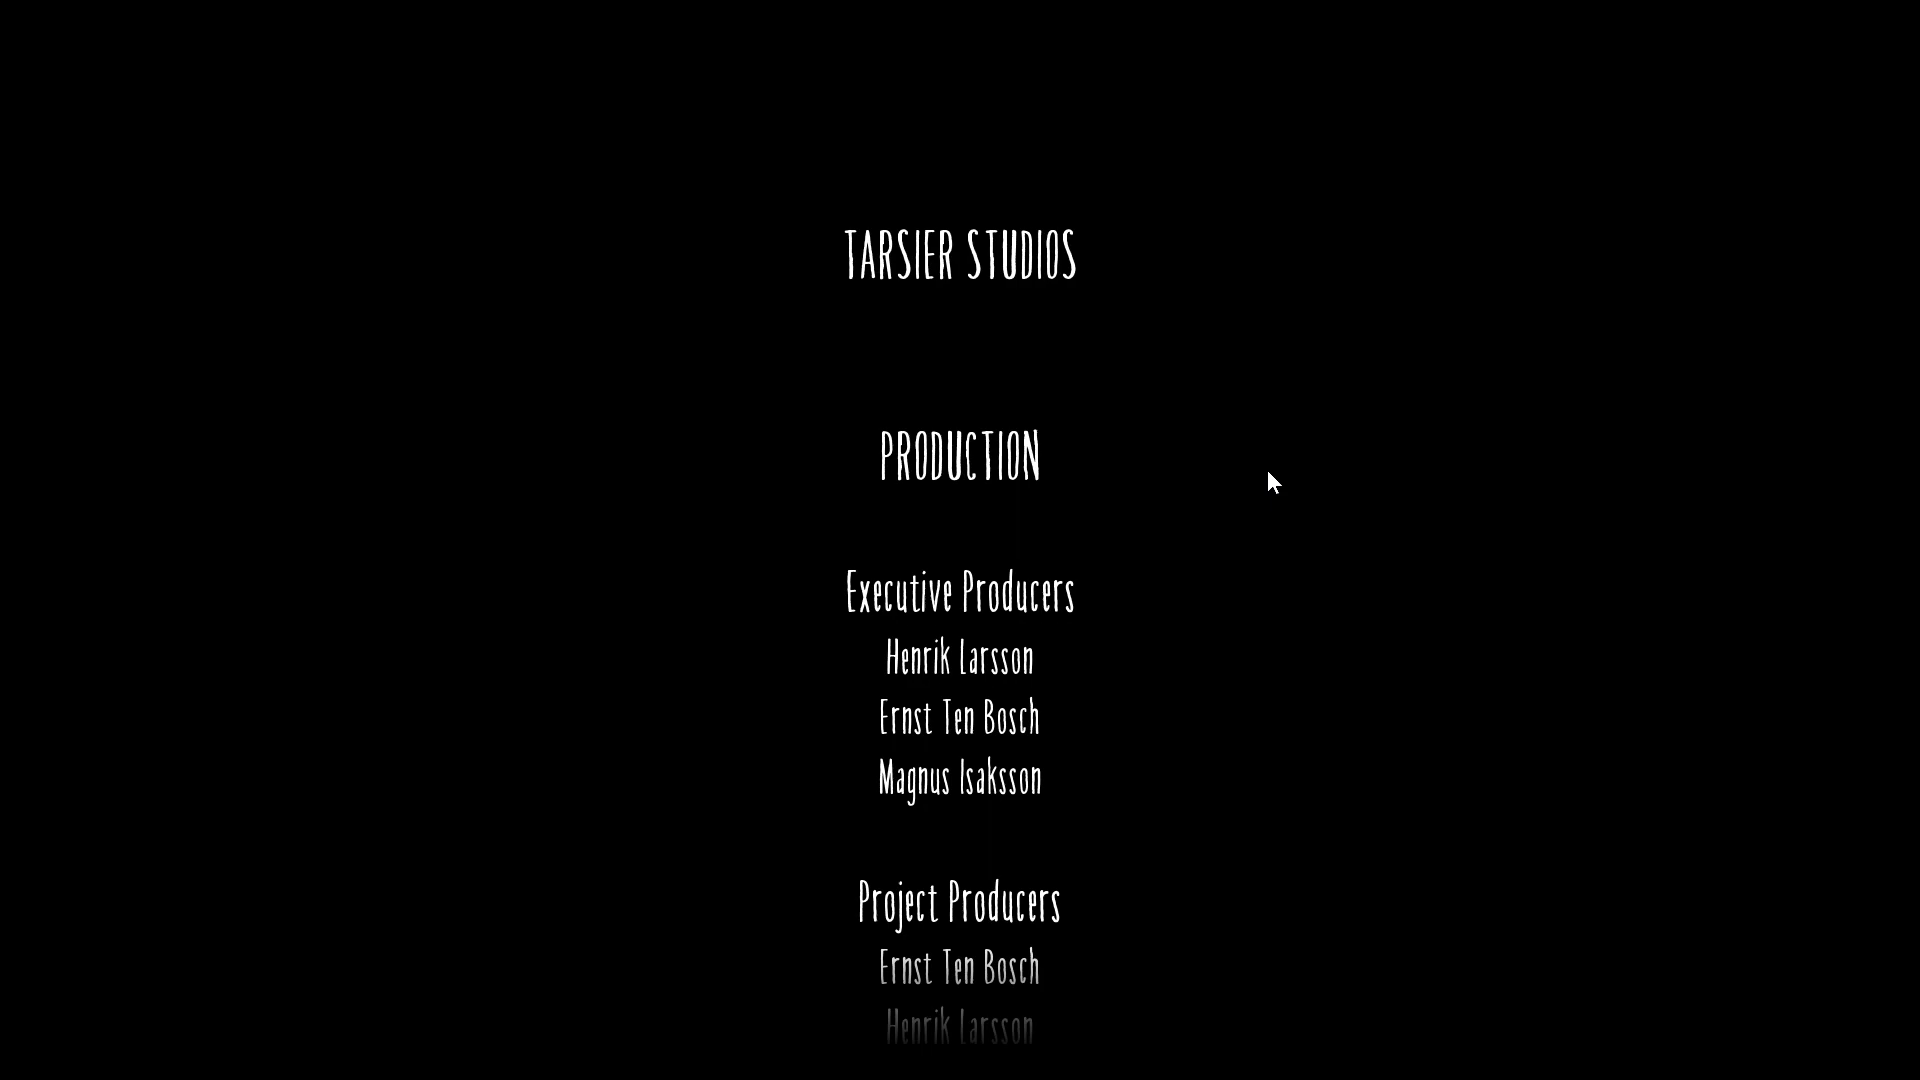 TARSIER STUDIOS
PRODUCTION
Executive Producers
Henrik Larsson
Ernst Ten Bosch
Magnus Isaksson
Project Producers
Ernst Ten Bosch
Henrik Larsson